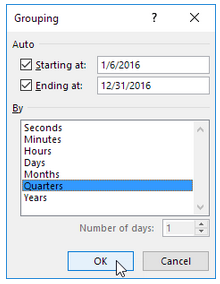 Grouping ? ×
Auto
Starting at: 1/6/2016
Ending at: 12/31/2016
By
Seconds
Minutes
Hours
Days
Months
Quarters
Years
Number of days: 1
OK Cancel